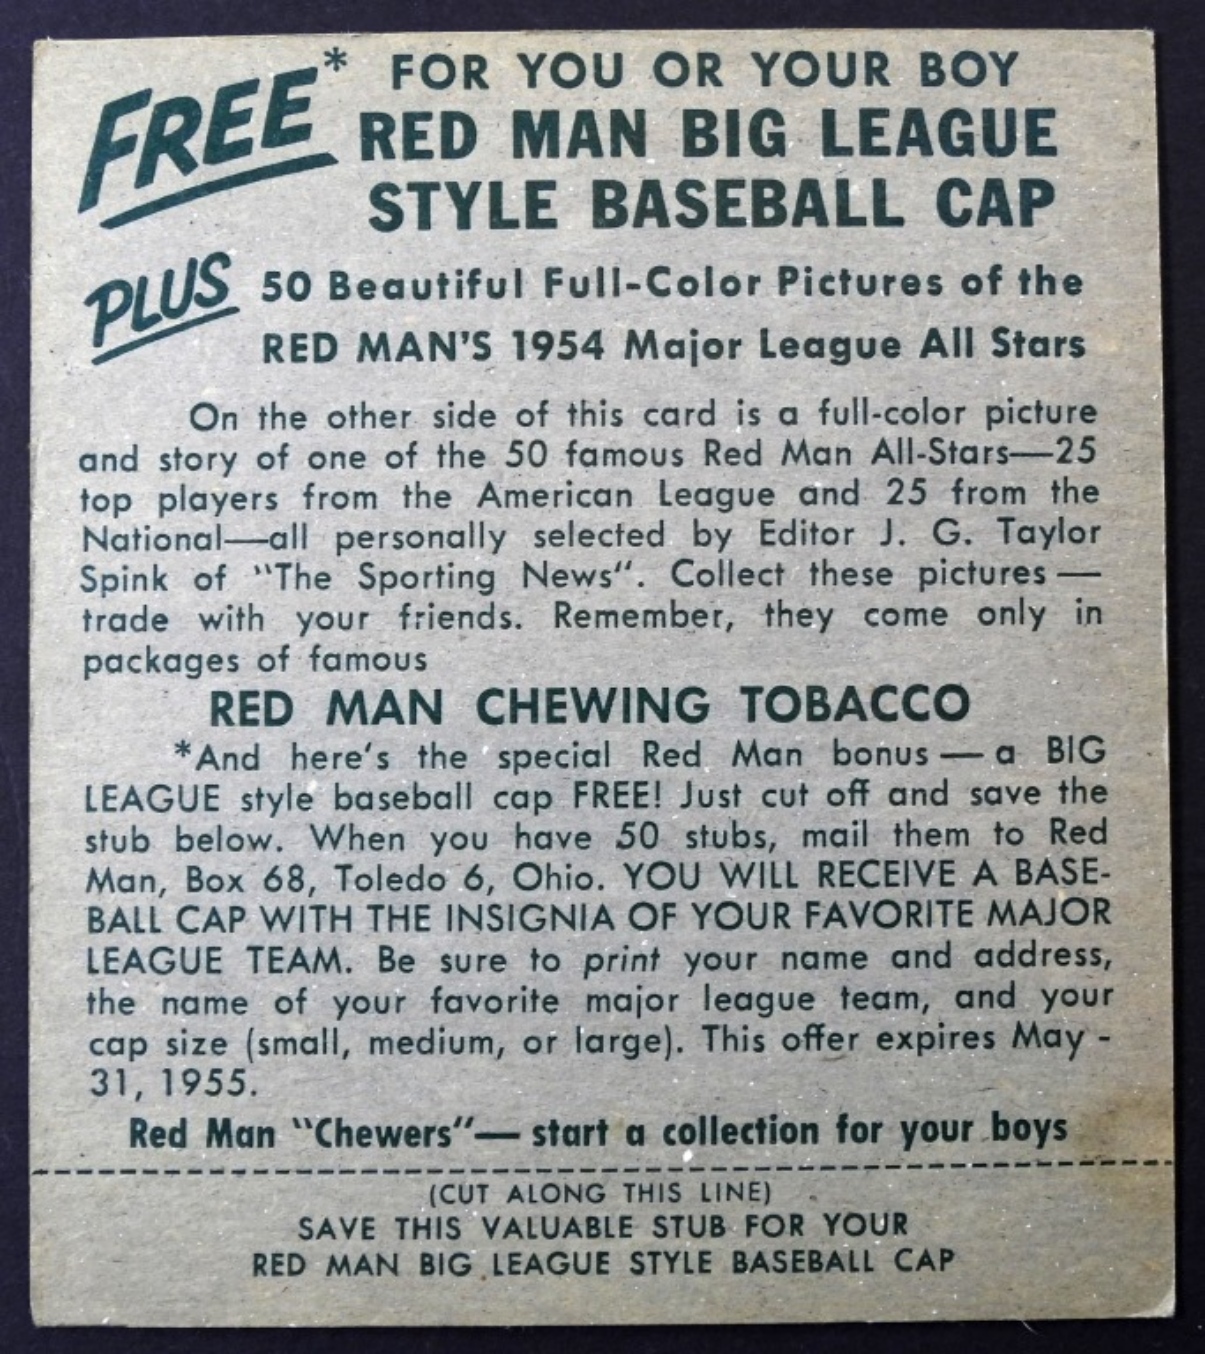 FREE* FOR YOU OR YOUR BOY
RED MAN BIG LEAGUE
STYLE BASEBALL CAP
PLUS 50 Beautiful Full-Color Pictures of the
RED MAN'S 1954 Major League All Stars
On the other side of this card is a full-color picture
and story of one of the 50 famous Red Man All-Stars—25
top players from the American League and 25 from the
National—all personally selected by Editor J. G. Taylor
Spink of "The Sporting News". Collect these pictures —
trade with your friends. Remember, they come only in
packages of famous
RED MAN CHEWING TOBACCO
*And here's the special Red Man bonus — a BIG
LEAGUE style baseball cap FREE! Just cut off and save the
stub below. When you have 50 stubs, mail them to Red
Man, Box 68, Toledo 6, Ohio. YOU WILL RECEIVE A BASE-
BALL CAP WITH THE INSIGNIA OF YOUR FAVORITE MAJOR
LEAGUE TEAM. Be sure to print your name and address,
the name of your favorite major league team, and your
cap size (small, medium, or large). This offer expires May -
31, 1955.
Red Man "Chewers"— start a collection for your boys
(CUT ALONG THIS LINE)
SAVE THIS VALUABLE STUB FOR YOUR
RED MAN BIG LEAGUE STYLE BASEBALL CAP